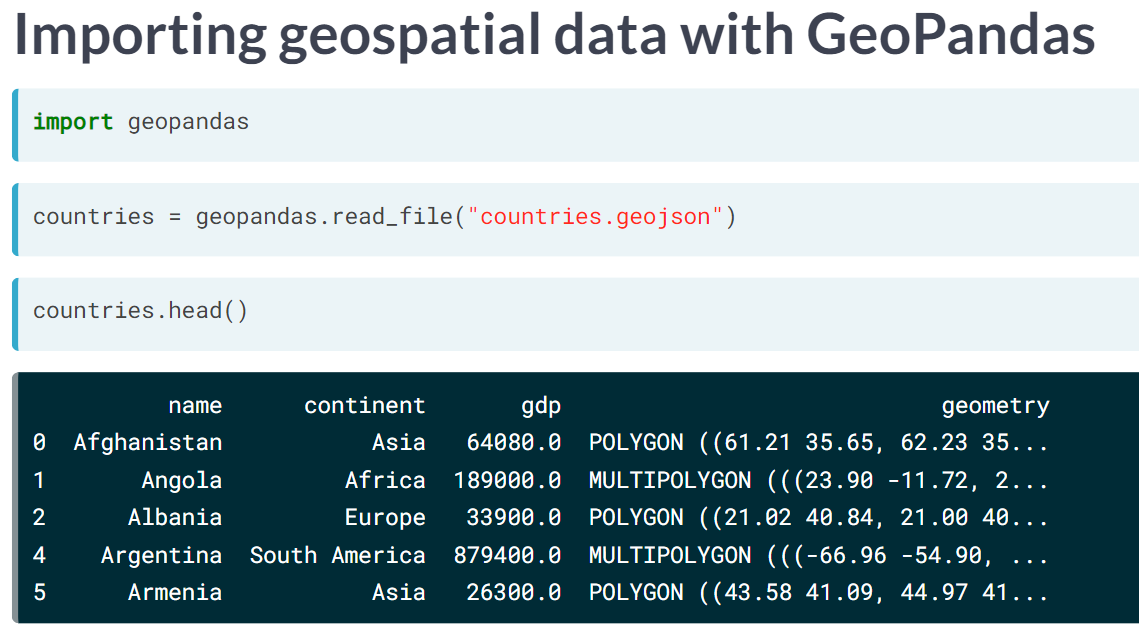 Importing geospatial data with GeoPandas
import geopandas
countries = geopandas.read_file("countries.geojson")
countries.head()
name continent gdp geometry
0 Afghanistan Asia 64080.0 POLYGON ((61.21 35.65, 62.23 35...
1 Angola Africa 189000.0 MULTIPOLYGON (((23.90 -11.72, 2...
2 Albania Europe 33900.0 POLYGON ((21.02 40.84, 21.00 40...
4 Argentina South America 879400.0 MULTIPOLYGON (((-66.96 -54.90, ...
5 Armenia Asia 26300.0 POLYGON ((43.58 41.09, 44.97 41...